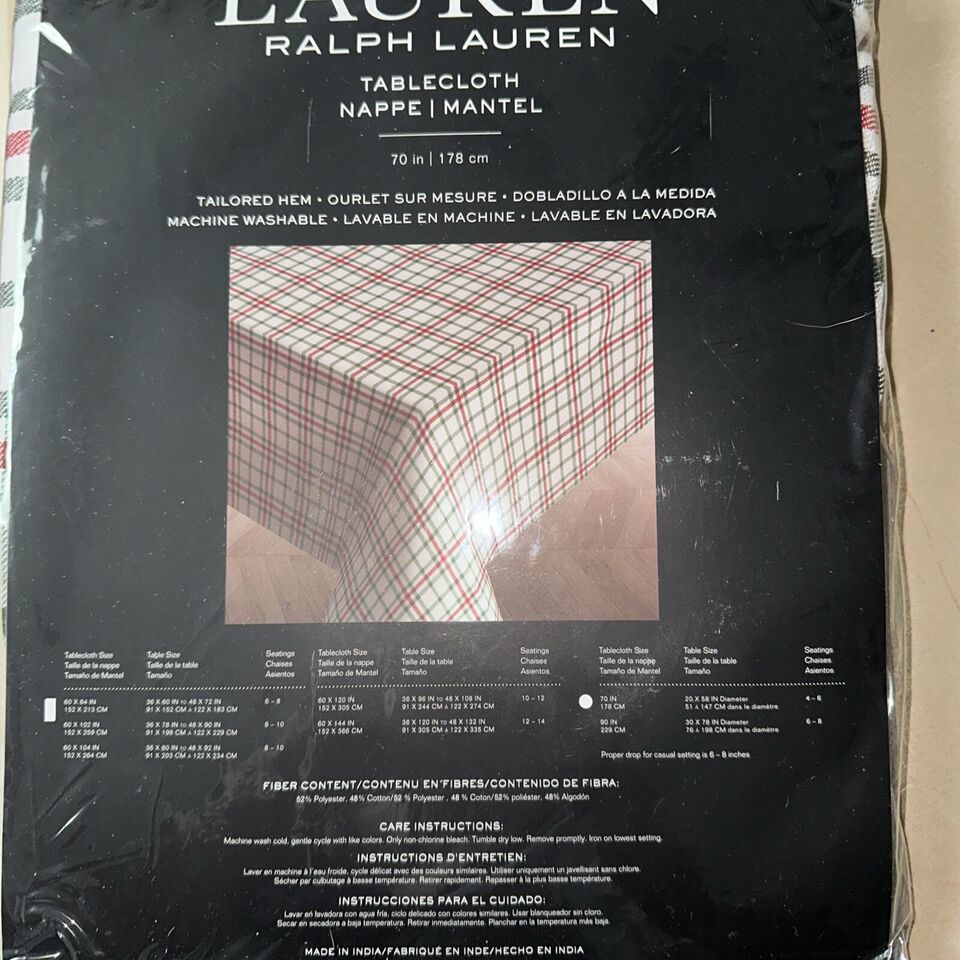 LAUREN
RALPH LAUREN
TABLECLOTH
NAPPE | MANTEL
70 in | 178 cm
TAILORED HEM • OURLET SUR MESURE • DOBLADILLO A LA MEDIDA
MACHINE WASHABLE • LAVABLE EN MACHINE • LAVABLE EN LAVADORA
Tablecloth Size Table Size Seatings
Taille de la nappe Taille de la table Chaises
Tamaño de Mantel Tamaño Asientos
60 X 84 IN 36 X 60 IN TO 48 X 72 IN 6 – 8
152 X 213 CM 91 X 152 CM À 122 X 183 CM
60 X 102 IN 36 X 78 IN TO 48 X 90 IN 8 – 10
152 X 259 CM 91 X 198 CM À 122 X 229 CM
60 X 104 IN 36 X 80 IN TO 48 X 92 IN 8 – 10
152 X 264 CM 91 X 203 CM À 122 X 234 CM
Tablecloth Size Table Size Seatings
Taille de la nappe Taille de la table Chaises
Tamaño de Mantel Tamaño Asientos
60 X 120 IN 36 X 96 IN TO 48 X 108 IN 10 – 12
152 X 305 CM 91 X 244 CM À 122 X 274 CM
60 X 144 IN 36 X 120 IN TO 48 X 132 IN 12 – 14
152 X 366 CM 91 X 305 CM À 122 X 335 CM
Tablecloth Size Table Size Seatings
Taille de la nappe Taille de la table Chaises
Tamaño de Mantel Tamaño Asientos
70 IN 20 X 58 IN Diameter 4 – 6
178 CM 51 À 147 CM dans le diamètre
90 IN 30 X 78 IN Diameter 6 – 8
229 CM 76 À 198 CM dans le diamètre
Proper drop for casual setting is 6 – 8 inches
FIBER CONTENT/CONTENU EN FIBRES/CONTENIDO DE FIBRA:
52% Polyester, 48% Cotton/52 % Polyester, 48 % Coton/52% poliéster, 48% Algodón
CARE INSTRUCTIONS:
Machine wash cold, gentle cycle with like colors. Only non-chlorine bleach. Tumble dry low. Remove promptly. Iron on lowest setting.
INSTRUCTIONS D'ENTRETIEN:
Laver en machine à l'eau froide, cycle délicat avec des couleurs similaires. Utiliser uniquement un javellisant sans chlore.
Sécher par culbutage à basse température. Retirer rapidement. Repasser à la plus basse température.
INSTRUCCIONES PARA EL CUIDADO:
Lavar en lavadora con agua fría, ciclo delicado con colores similares. Usar blanqueador sin cloro.
Secar en secadora a baja temperatura. Retirar inmediatamente. Planchar en la temperatura más baja.
MADE IN INDIA/FABRIQUÉ EN INDE/HECHO EN INDIA